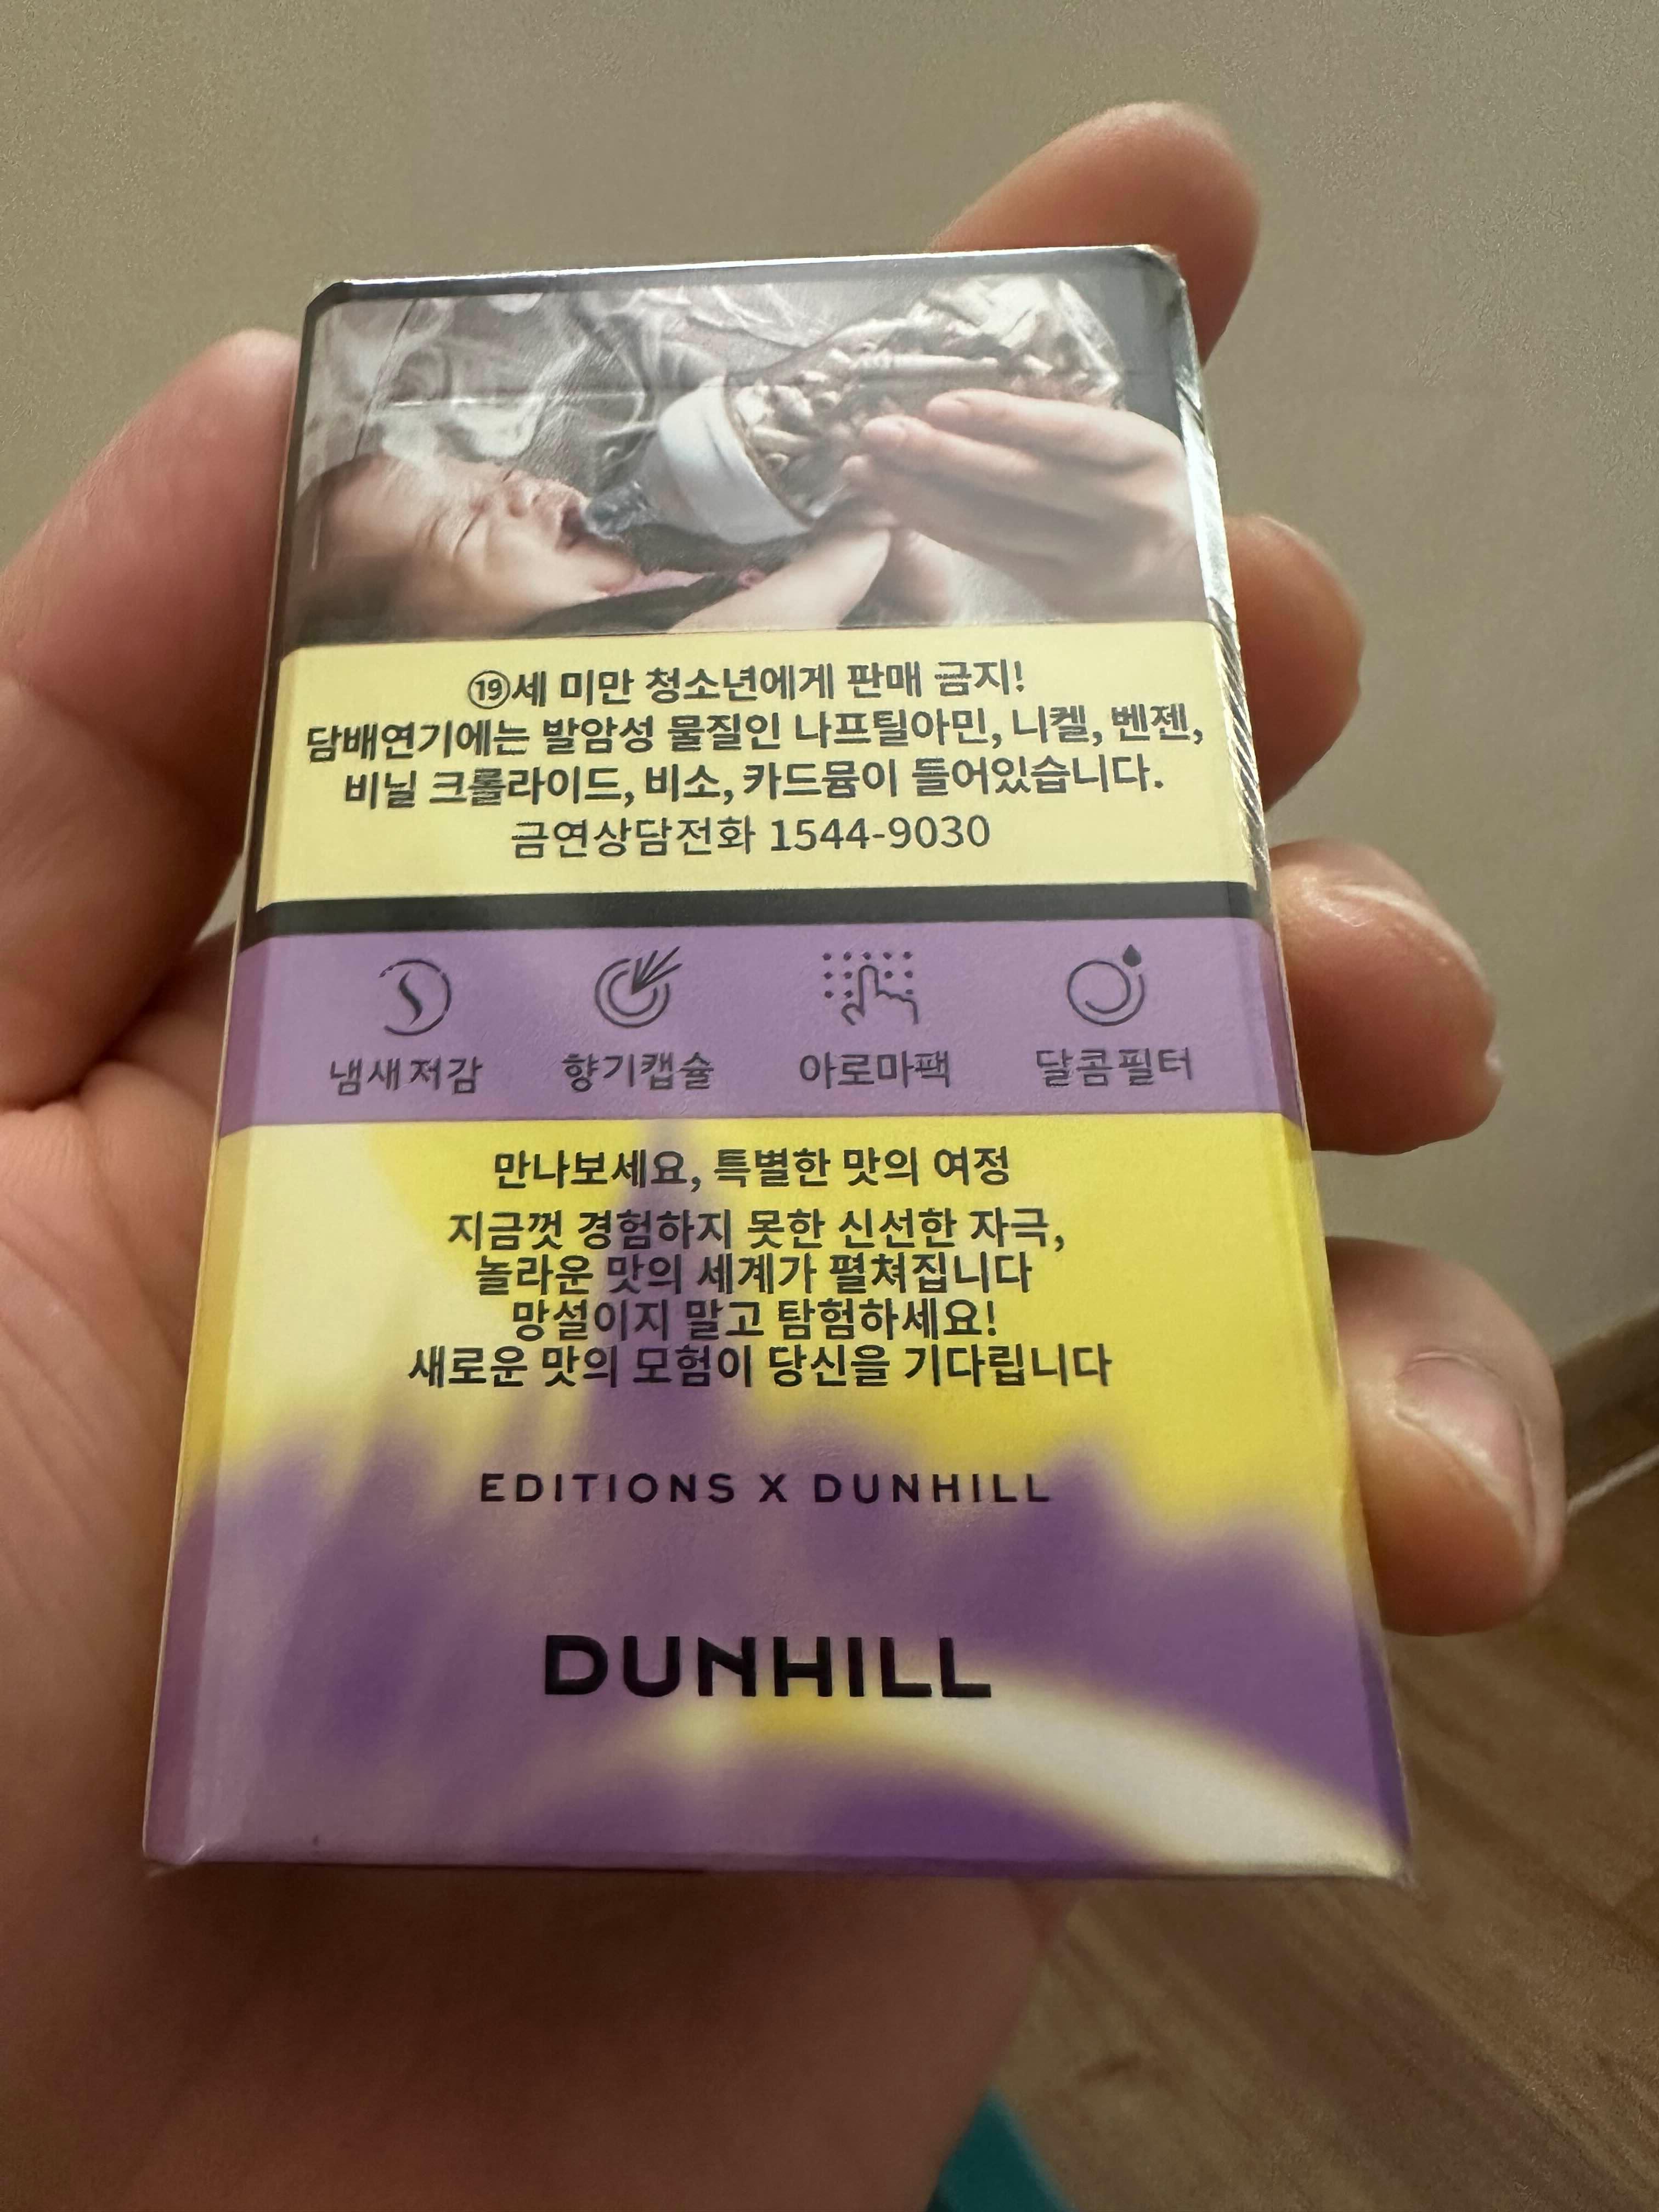 ⑲세 미만 청소년에게 판매 금지!
담배연기에는 발암성 물질인 나프틸아민, 니켈, 벤젠,
비닐 크롤라이드, 비소, 카드뮴이 들어있습니다.
금연상담전화 1544-9030
냄새저감 향기캡슐 아로마팩 달콤필터
만나보세요, 특별한 맛의 여정
지금껏 경험하지 못한 신선한 자극,
놀라운 맛의 세계가 펼쳐집니다
망설이지 말고 탐험하세요!
새로운 맛의 모험이 당신을 기다립니다
EDITIONS X DUNHILL
DUNHILL